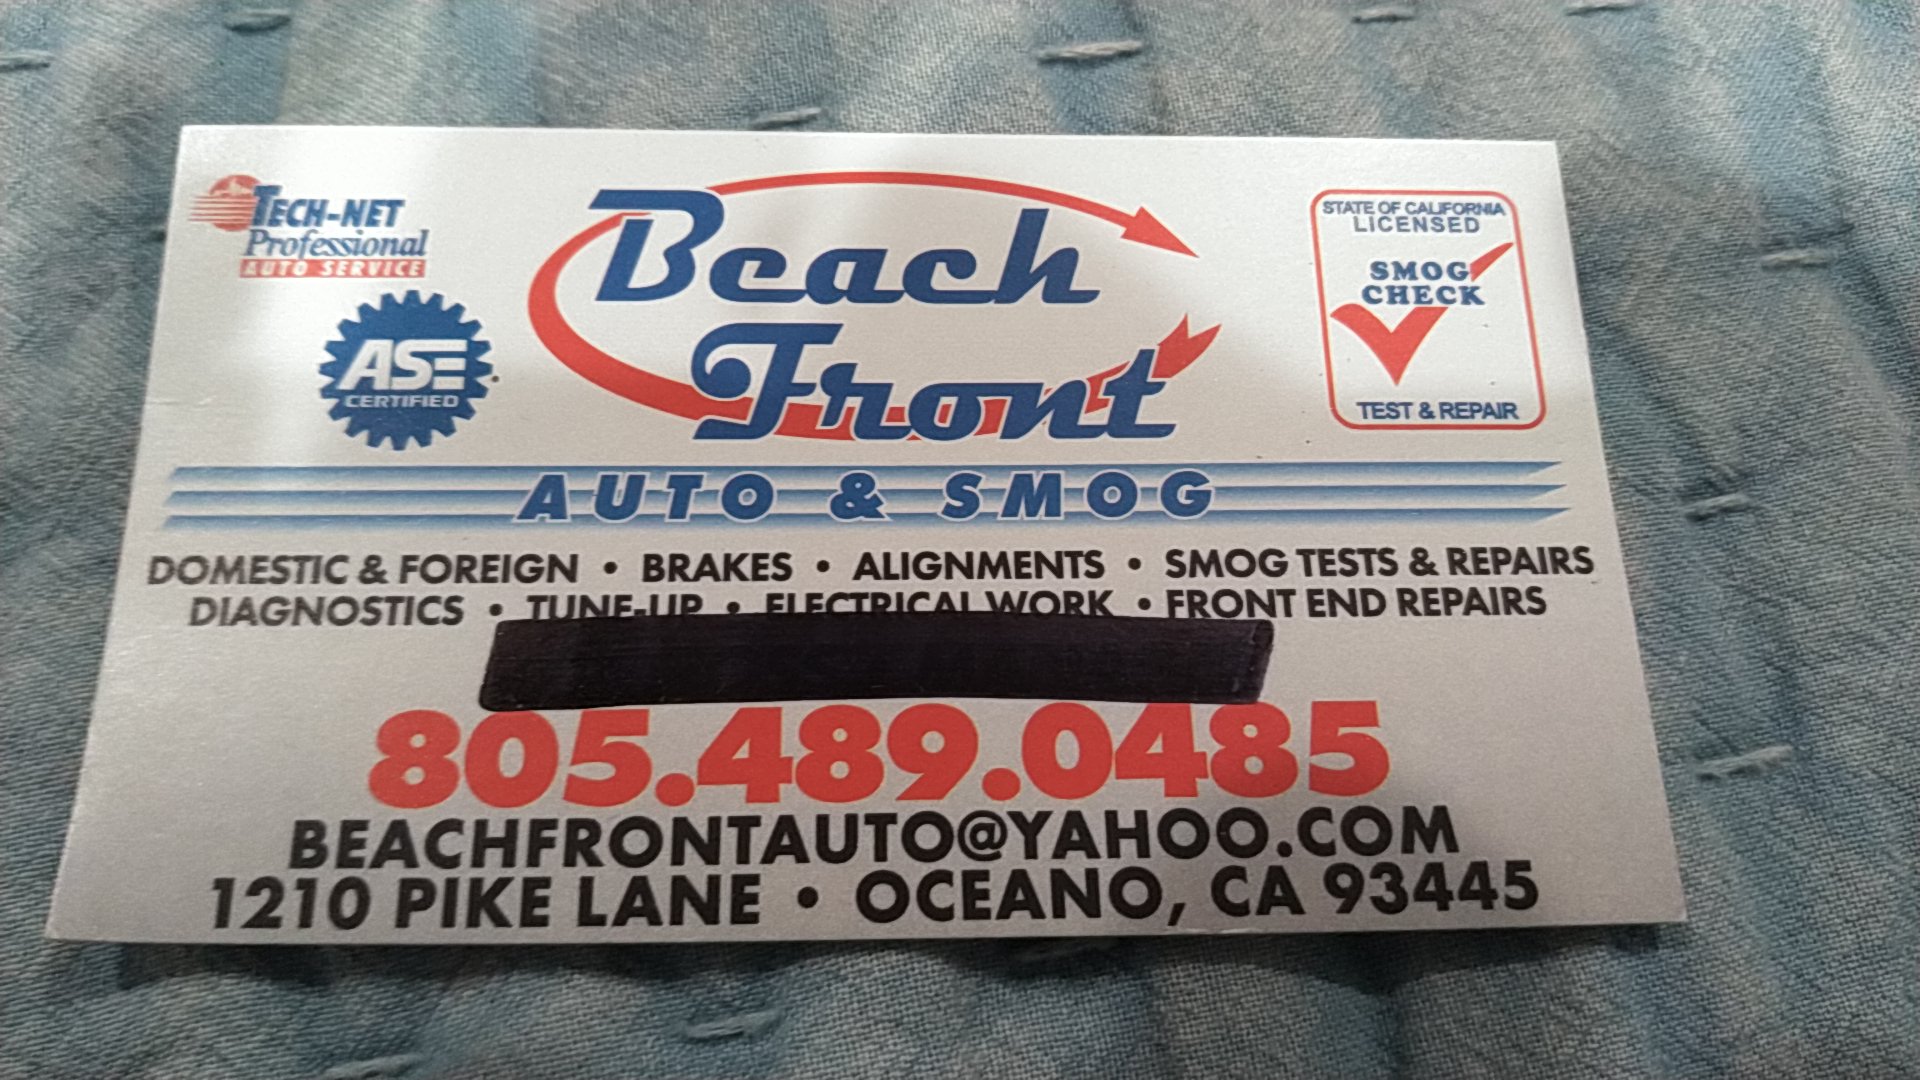 TECH-NET
Professional
AUTO SERVICE
ASE
CERTIFIED
Beach
Front
AUTO & SMOG
STATE OF CALIFORNIA
LICENSED
SMOG
CHECK
TEST & REPAIR
DOMESTIC & FOREIGN • BRAKES • ALIGNMENTS • SMOG TESTS & REPAIRS
DIAGNOSTICS • TUNE-UP • ELECTRICAL WORK • FRONT END REPAIRS
805.489.0485
BEACHFRONTAUTO@YAHOO.COM
1210 PIKE LANE • OCEANO, CA 93445